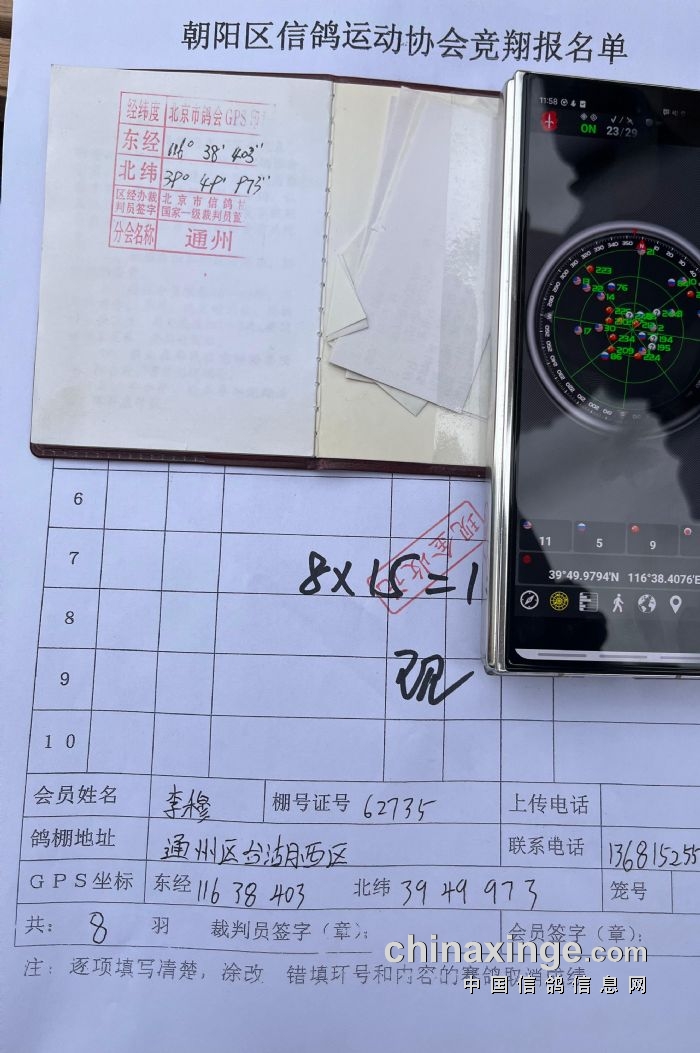 朝阳区信鸽运动协会竞翔报名单
经纬度 北京市鸽会GPS
东经 116° 38' 403"
北纬 39° 49' 973"
区经办裁判员签字 北京市信鸽 国家一级裁判员
分会名称 通州
11:58
ON 23/29
11 5 9
39°49.9794'N 116°38.4076'E
6
7
8×15=1
现金收讫
8
9
现
10
会员姓名 李穆 棚号证号 62735 上传电话
鸽棚地址 通州区台湖 西区 联系电话 136815255
GPS坐标 东经 116 38 403 北纬 39 49 973 笼号
共: 8 羽 裁判员签字(章): 会员签字(章):
注: 逐项填写清楚, 涂改 错填环号和内容的赛鸽取消成绩
chinaxinge.com
中国信鸽信息网